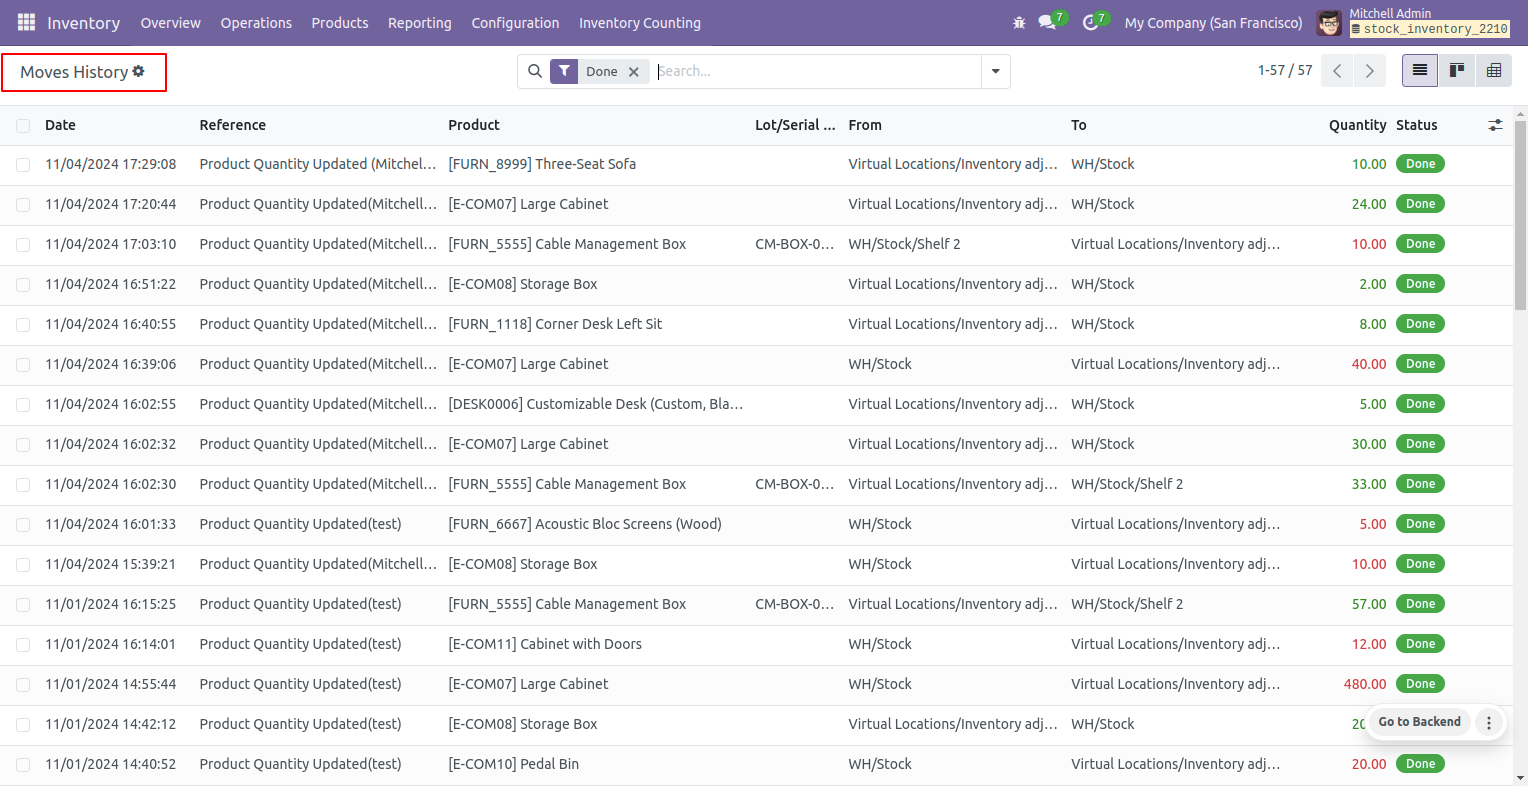 Inventory Overview Operations Products Reporting Configuration Inventory Counting 7 7 My Company (San Francisco) Mitchell Admin
stock_inventory_2210
Moves History Done Search... 1-57 / 57
Date Reference Product Lot/Serial ... From To Quantity Status
11/04/2024 17:29:08 Product Quantity Updated (Mitchel... [FURN_8999] Three-Seat Sofa Virtual Locations/Inventory adj... WH/Stock 10.00 Done
11/04/2024 17:20:44 Product Quantity Updated(Mitchell... [E-COM07] Large Cabinet Virtual Locations/Inventory adj... WH/Stock 24.00 Done
11/04/2024 17:03:10 Product Quantity Updated(Mitchell... [FURN_5555] Cable Management Box CM-BOX-0... WH/Stock/Shelf 2 Virtual Locations/Inventory adj... 10.00 Done
11/04/2024 16:51:22 Product Quantity Updated(Mitchell... [E-COM08] Storage Box Virtual Locations/Inventory adj... WH/Stock 2.00 Done
11/04/2024 16:40:55 Product Quantity Updated(Mitchell... [FURN_1118] Corner Desk Left Sit Virtual Locations/Inventory adj... WH/Stock 8.00 Done
11/04/2024 16:39:06 Product Quantity Updated(Mitchell... [E-COM07] Large Cabinet WH/Stock Virtual Locations/Inventory adj... 40.00 Done
11/04/2024 16:02:55 Product Quantity Updated(Mitchell... [DESK0006] Customizable Desk (Custom, Bla... Virtual Locations/Inventory adj... WH/Stock 5.00 Done
11/04/2024 16:02:32 Product Quantity Updated(Mitchell... [E-COM07] Large Cabinet Virtual Locations/Inventory adj... WH/Stock 30.00 Done
11/04/2024 16:02:30 Product Quantity Updated(Mitchell... [FURN_5555] Cable Management Box CM-BOX-0... Virtual Locations/Inventory adj... WH/Stock/Shelf 2 33.00 Done
11/04/2024 16:01:33 Product Quantity Updated(test) [FURN_6667] Acoustic Bloc Screens (Wood) WH/Stock Virtual Locations/Inventory adj... 5.00 Done
11/04/2024 15:39:21 Product Quantity Updated(Mitchell... [E-COM08] Storage Box WH/Stock Virtual Locations/Inventory adj... 10.00 Done
11/01/2024 16:15:25 Product Quantity Updated(test) [FURN_5555] Cable Management Box CM-BOX-0... Virtual Locations/Inventory adj... WH/Stock/Shelf 2 57.00 Done
11/01/2024 16:14:01 Product Quantity Updated(test) [E-COM11] Cabinet with Doors WH/Stock Virtual Locations/Inventory adj... 12.00 Done
11/01/2024 14:55:44 Product Quantity Updated(test) [E-COM07] Large Cabinet WH/Stock Virtual Locations/Inventory adj... 480.00 Done
11/01/2024 14:42:12 Product Quantity Updated(test) [E-COM08] Storage Box Virtual Locations/Inventory adj... WH/Stock Go to Backend
11/01/2024 14:40:52 Product Quantity Updated(test) [E-COM10] Pedal Bin WH/Stock Virtual Locations/Inventory adj... 20.00 Done